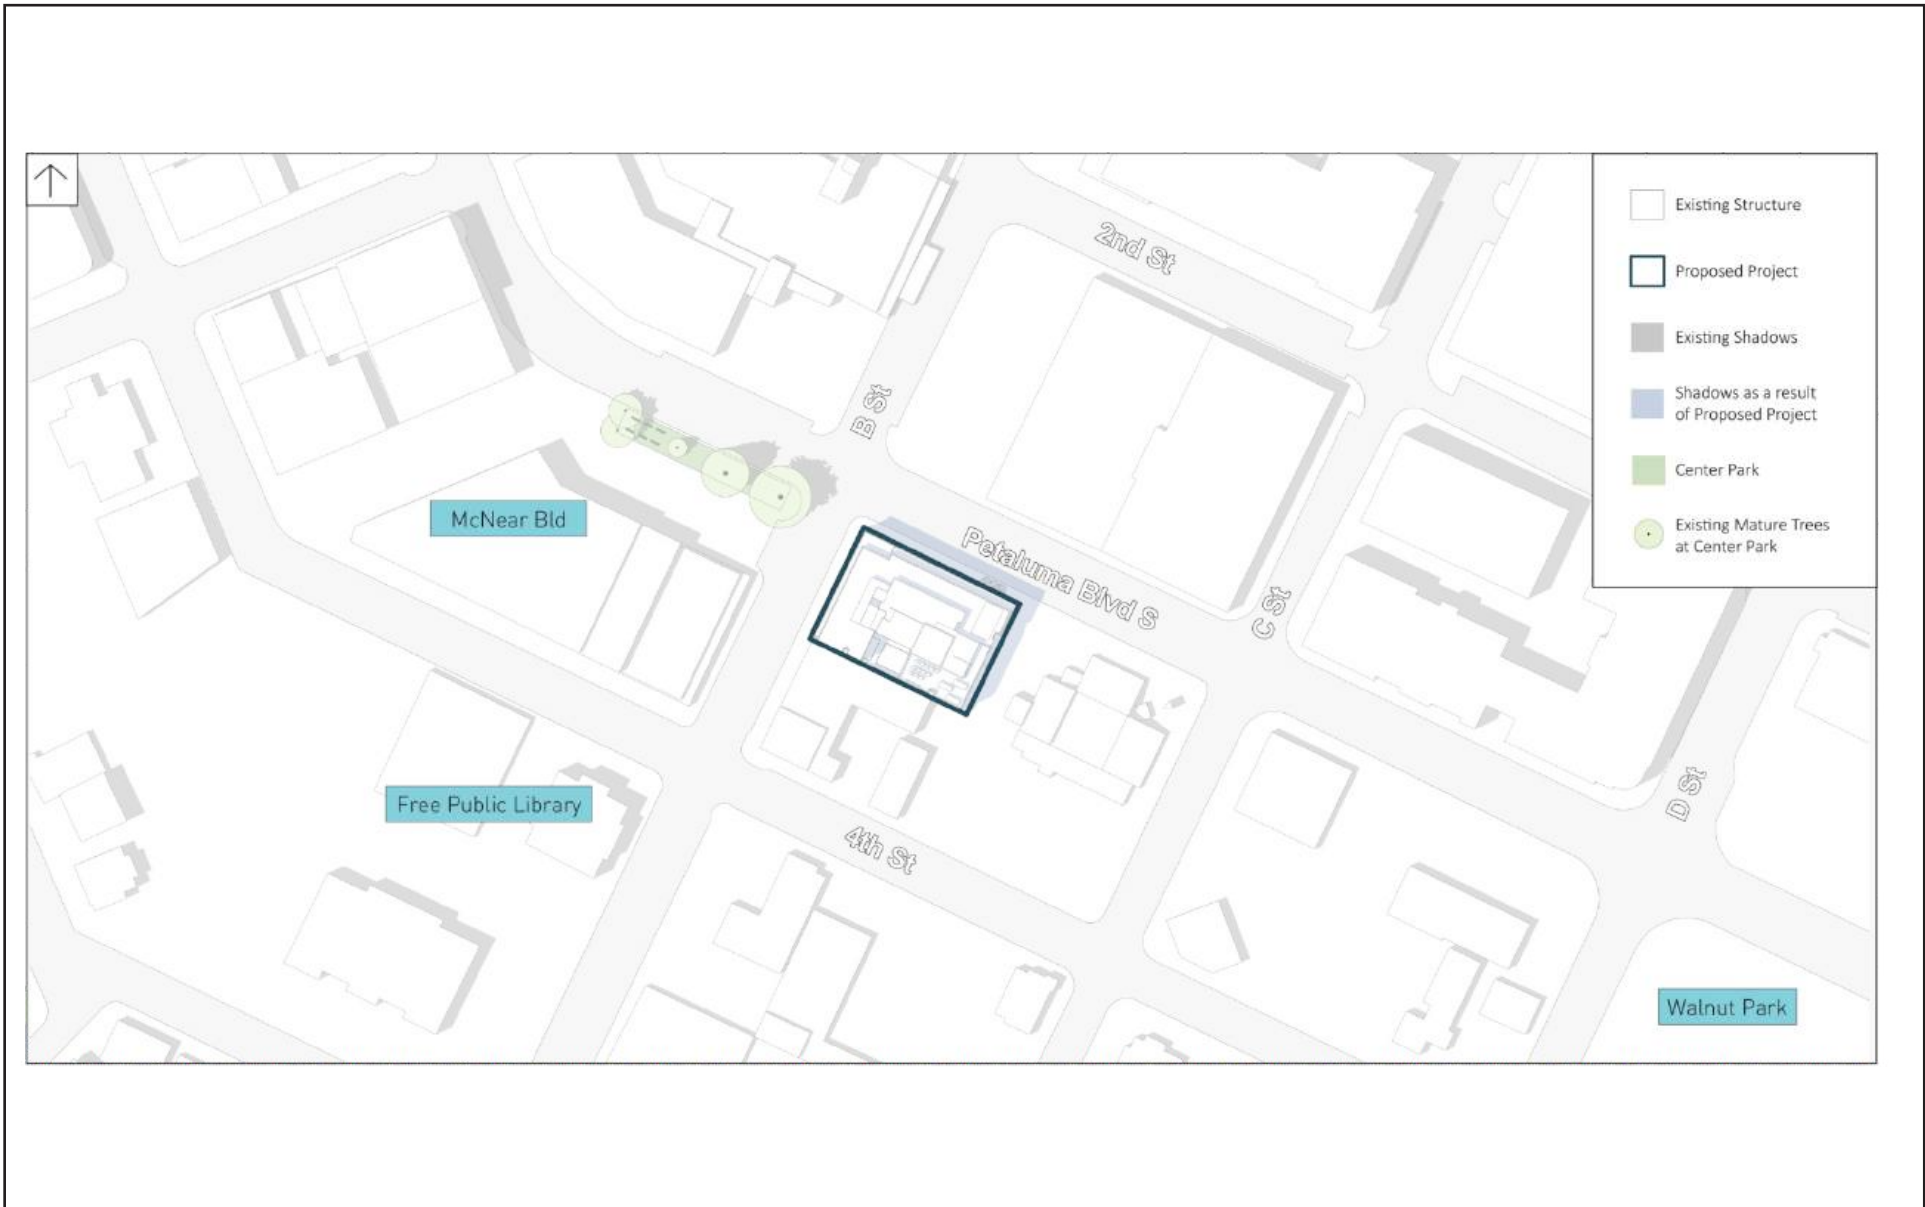 2nd St
Existing Structure
Proposed Project
Existing Shadows
Shadows as a result
of Proposed Project
Center Park
Existing Mature Trees
at Center Park
B St
McNear Bld
Petaluma Blvd S
C St
D St
Free Public Library
4th St
Walnut Park